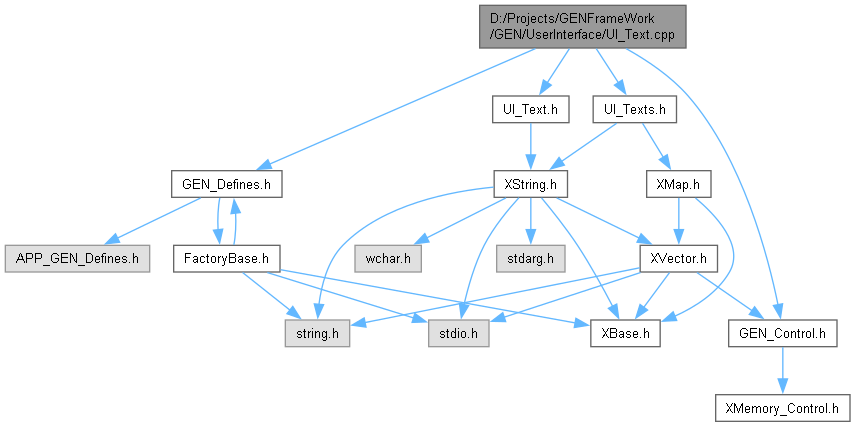 D:/Projects/GENFrameWork
/GEN/UserInterface/UI_Text.cpp
UI_Text.h
UI_Texts.h
GEN_Defines.h
XString.h
XMap.h
APP_GEN_Defines.h
FactoryBase.h
wchar.h
stdarg.h
XVector.h
string.h
stdio.h
XBase.h
GEN_Control.h
XMemory_Control.h